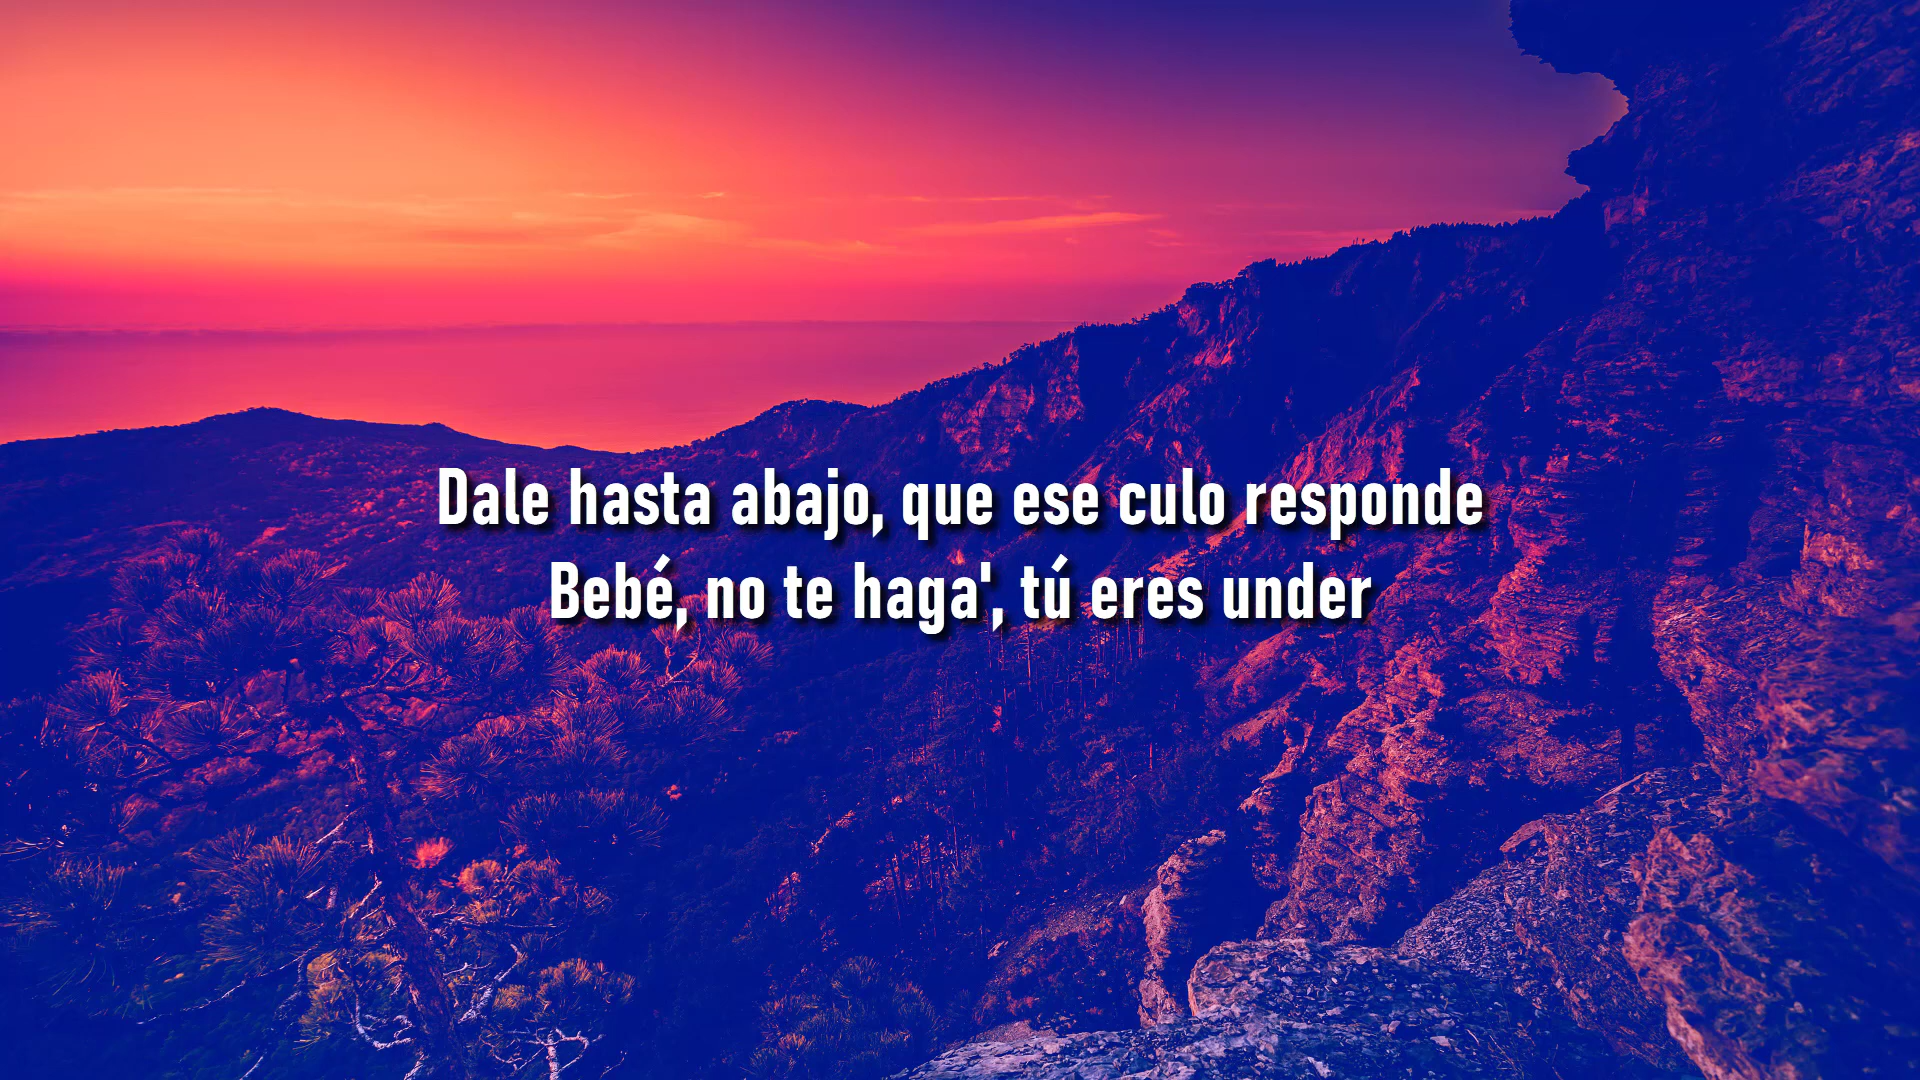 Dale hasta abajo, que ese culo responde
Bebé, no te haga', tú eres under